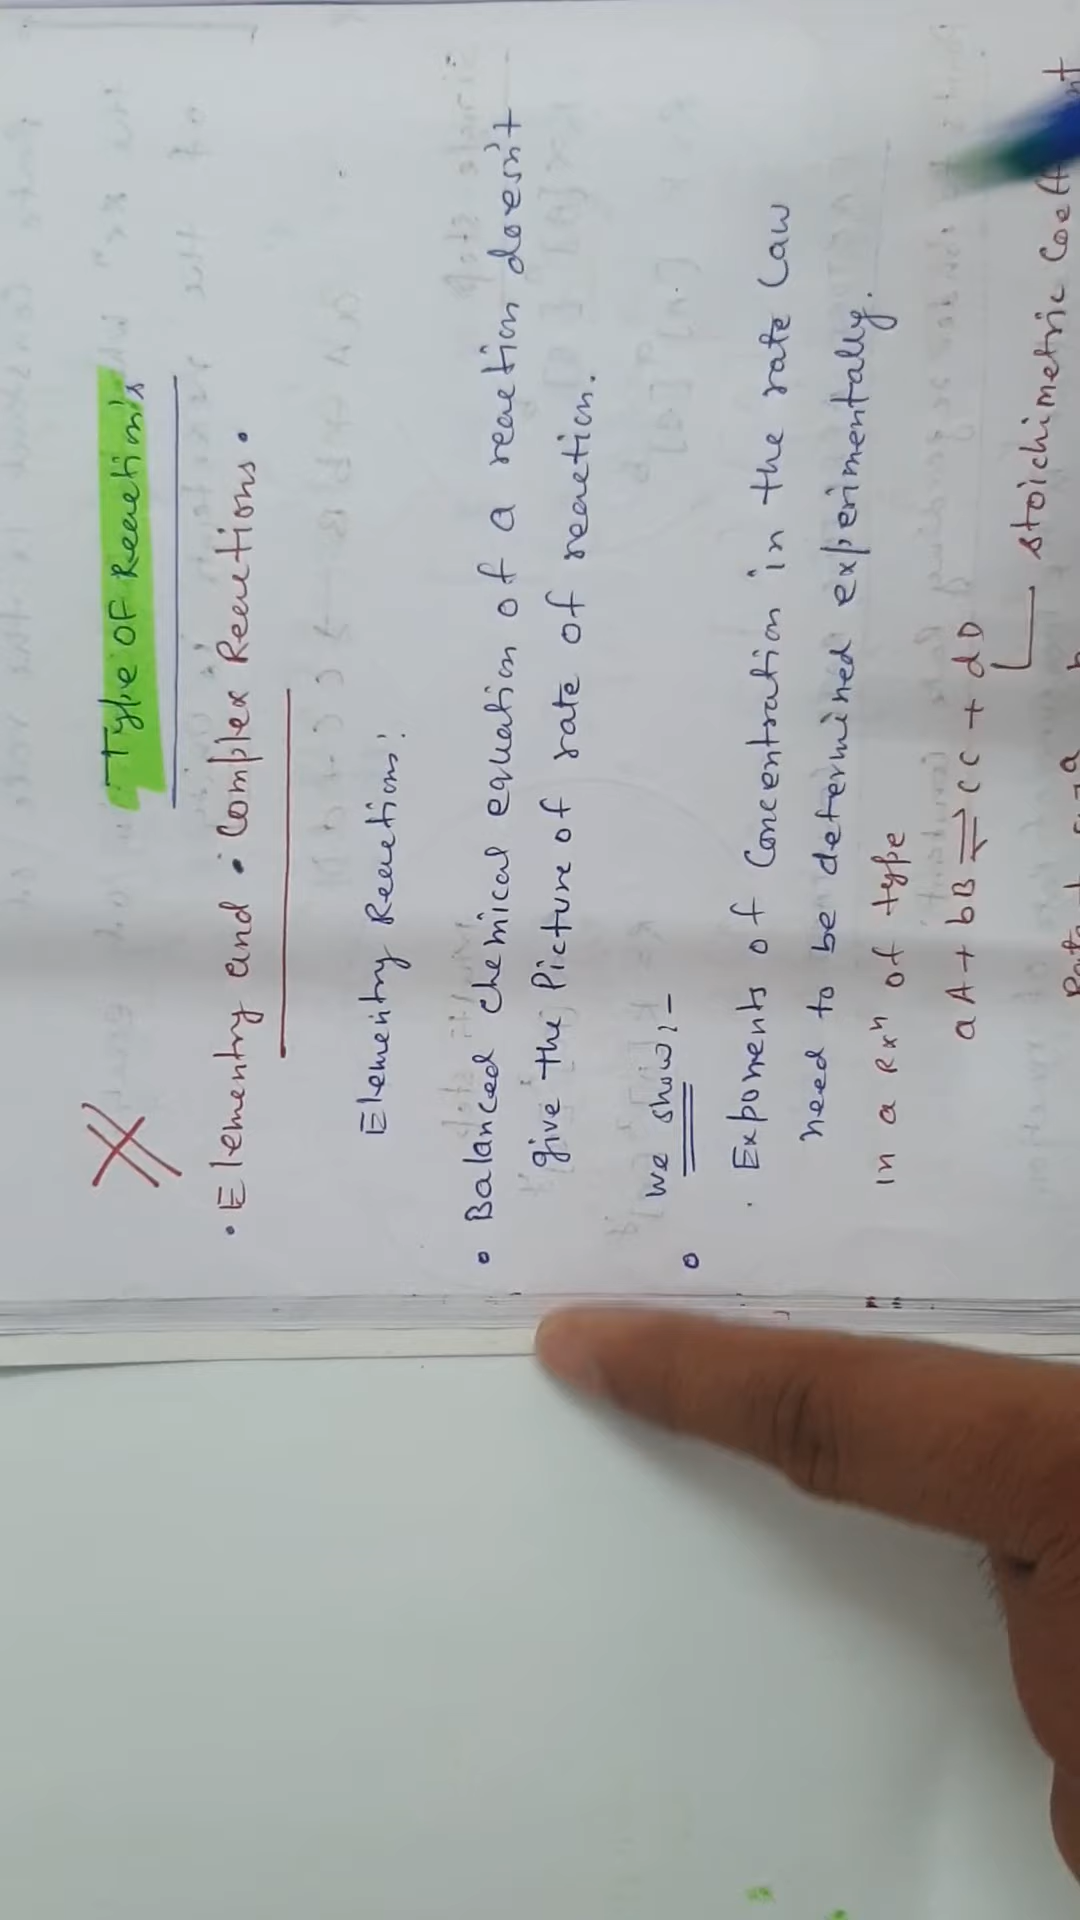 Type of Reaction's
• Elementry and • Complex Reactions •
Elementry Reactions:
Balanced chemical equation of a reaction doresn't
give the Picture of rate of reaction.
we show:-
. Exponents of Concentration in the rate law
need to be determined experimentally.
in a Rxⁿ of type
aA + bB ⇌ cC + dD
stoichimetric